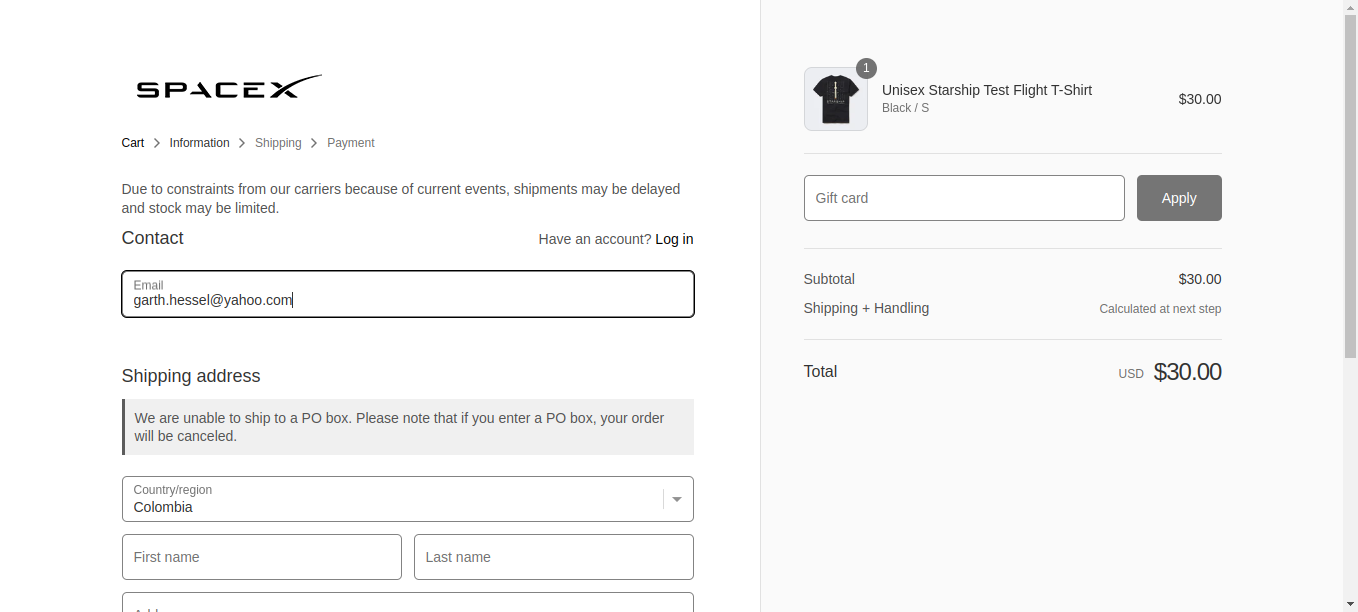 SPACEX
Cart > Information > Shipping > Payment
Due to constraints from our carriers because of current events, shipments may be delayed
and stock may be limited.
Contact
Have an account? Log in
Email
garth.hessel@yahoo.com
Shipping address
We are unable to ship to a PO box. Please note that if you enter a PO box, your order
will be canceled.
Country/region
Colombia
First name
Last name
1
Unisex Starship Test Flight T-Shirt
Black / S
$30.00
Gift card
Apply
Subtotal
$30.00
Shipping + Handling
Calculated at next step
Total
USD $30.00